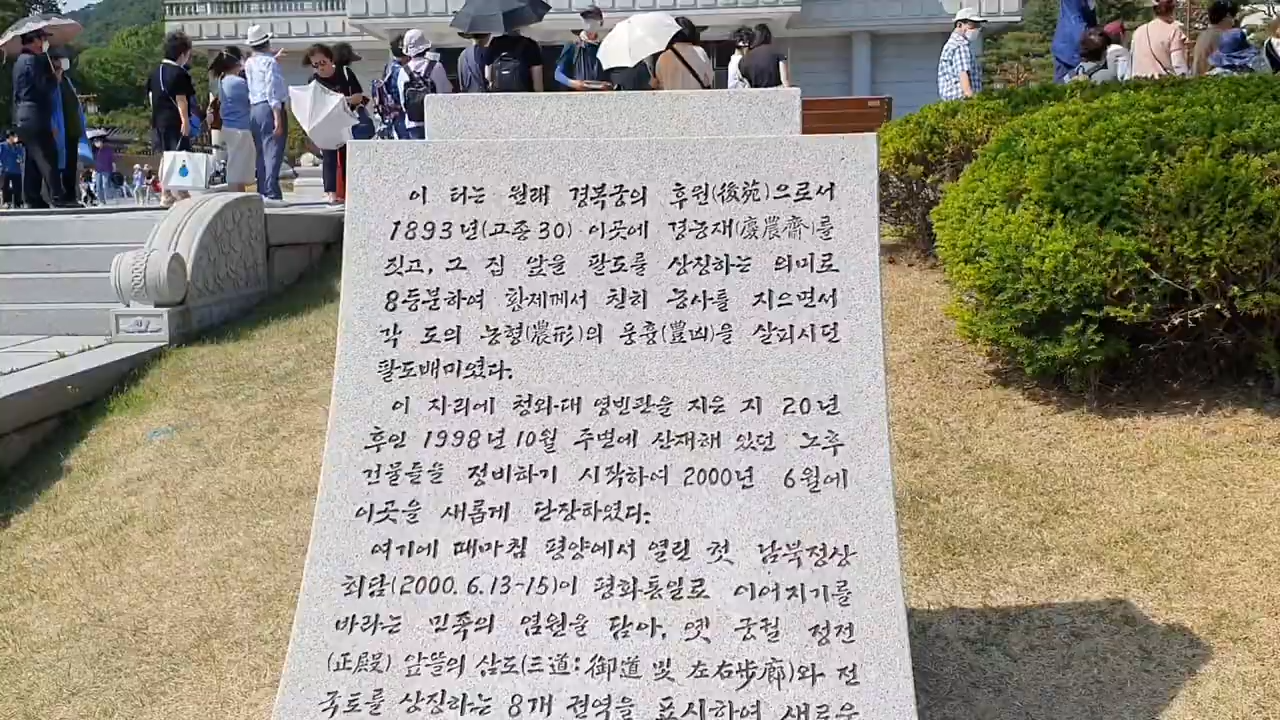 이 터는 원래 경복궁의 후원(後苑)으로서
1893년(고종 30) 이곳에 경농재(慶農齋)를
짓고, 그 집 앞을 팔도를 상징하는 의미로
8등분하여 황제께서 친히 농사를 지으면서
각 도의 농형(農形)의 풍흉(豊凶)을 살피시던
팔도배미였다.
이 자리에 청와대 영빈관을 지은 지 20년
후인 1998년 10월 주변에 산재해 있던 노후
건물들을 정비하기 시작하여 2000년 6월에
이곳을 새롭게 단장하였다.
여기에 때마침 평양에서 열린 첫 남북정상
회담(2000. 6. 13-15)이 평화통일로 이어지기를
바라는 민족의 염원을 담아, 옛 궁궐 정전
(正殿) 앞뜰의 삼도(三道: 御道 및 左右步廊)와 전
국토를 상징하는 8개 권역을 표시하여 새로운